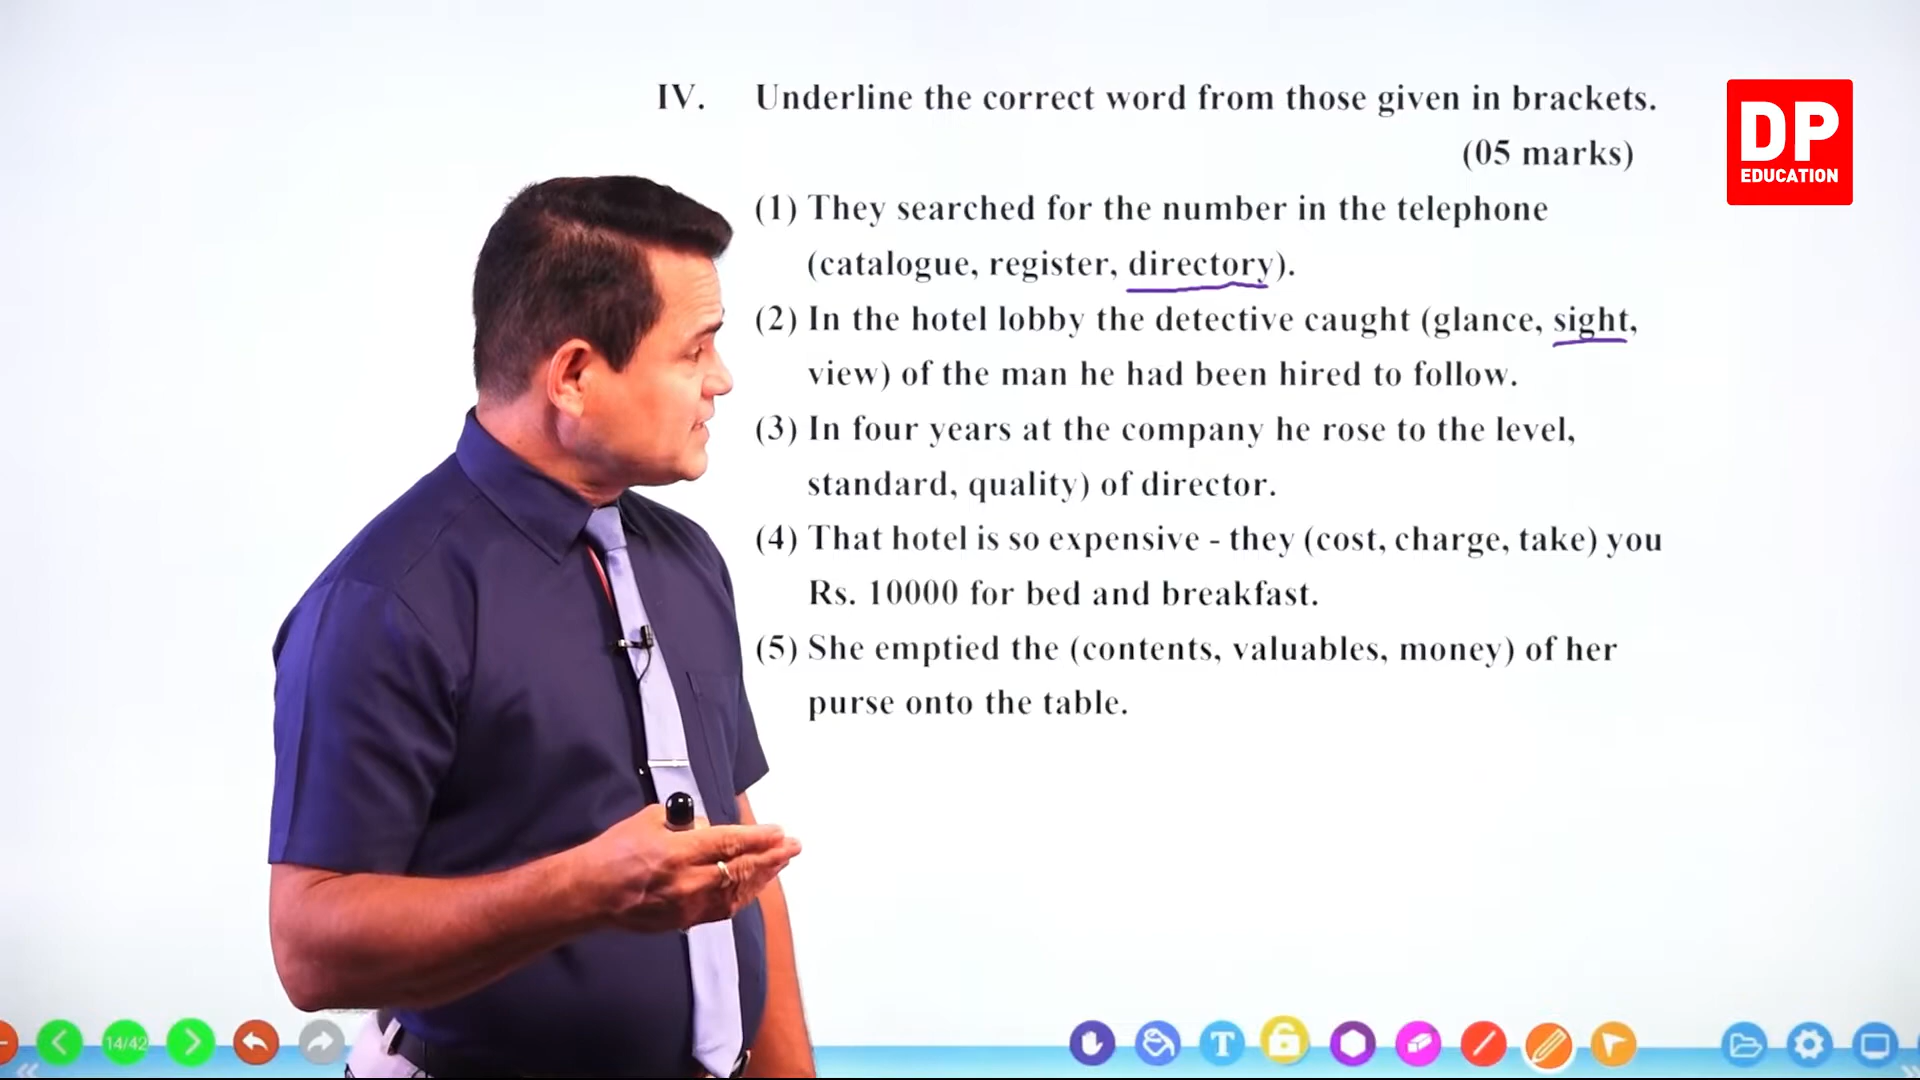 IV. Underline the correct word from those given in brackets.
(05 marks)
DP
EDUCATION
(1) They searched for the number in the telephone
(catalogue, register, directory).
(2) In the hotel lobby the detective caught (glance, sight,
view) of the man he had been hired to follow.
(3) In four years at the company he rose to the level,
standard, quality) of director.
(4) That hotel is so expensive - they (cost, charge, take) you
Rs. 10000 for bed and breakfast.
(5) She emptied the (contents, valuables, money) of her
purse onto the table.
14/42
T